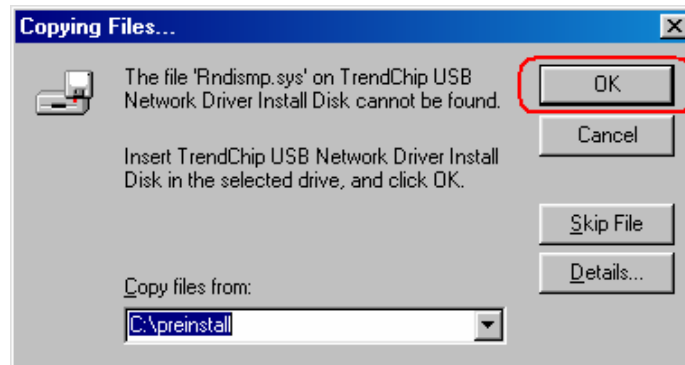 Copying Files...
The file 'Rndismp.sys' on TrendChip USB
Network Driver Install Disk cannot be found.
Insert TrendChip USB Network Driver Install
Disk in the selected drive, and click OK.
Copy files from:
C:\preinstall
OK
Cancel
Skip File
Details...